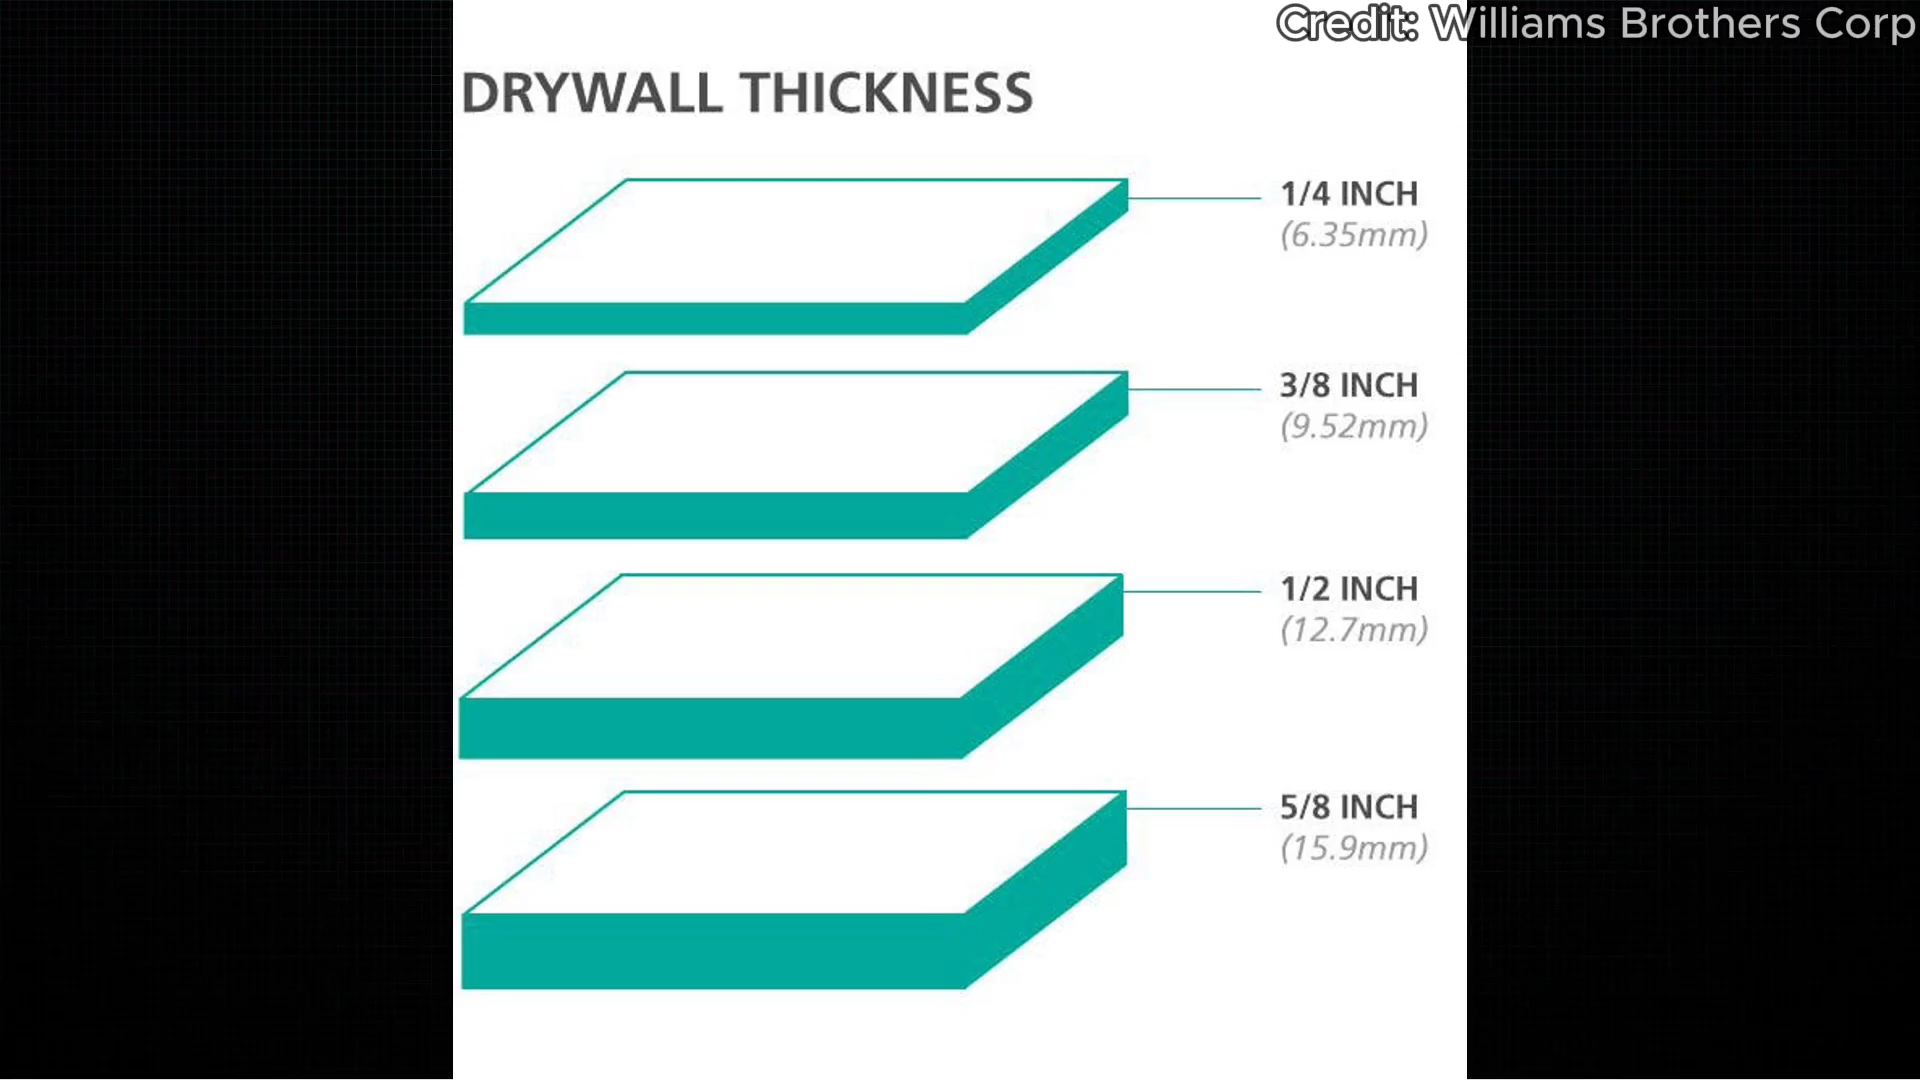 Credit: Williams Brothers Corp
DRYWALL THICKNESS
1/4 INCH
(6.35mm)
3/8 INCH
(9.52mm)
1/2 INCH
(12.7mm)
5/8 INCH
(15.9mm)